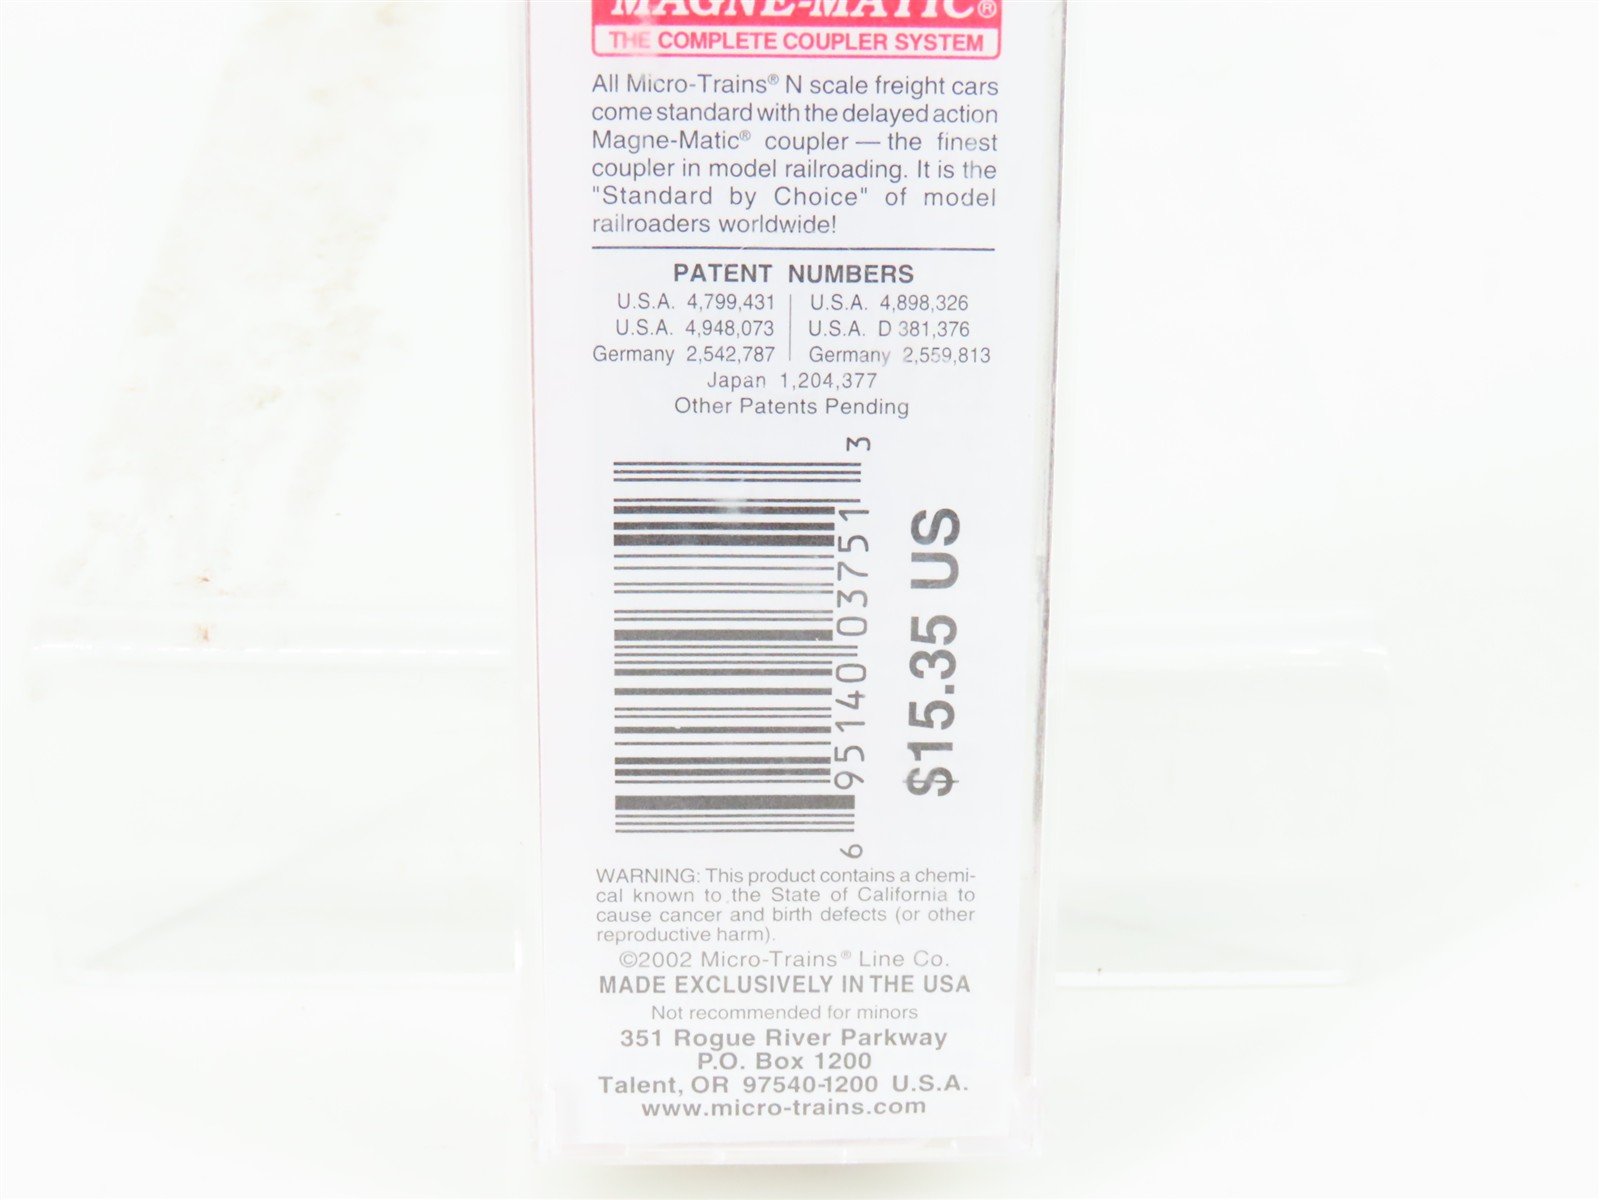 MAGNE-MATIC®
THE COMPLETE COUPLER SYSTEM
All Micro-Trains® N scale freight cars
come standard with the delayed action
Magne-Matic® coupler — the finest
coupler in model railroading. It is the
"Standard by Choice" of model
railroaders worldwide!
PATENT NUMBERS
U.S.A. 4,799,431 | U.S.A. 4,898,326
U.S.A. 4,948,073 | U.S.A. D 381,376
Germany 2,542,787 | Germany 2,559,813
Japan 1,204,377
Other Patents Pending
6 95140 03751 3
$15.35 US
WARNING: This product contains a chemi-
cal known to the State of California to
cause cancer and birth defects (or other
reproductive harm).
©2002 Micro-Trains® Line Co.
MADE EXCLUSIVELY IN THE USA
Not recommended for minors
351 Rogue River Parkway
P.O. Box 1200
Talent, OR 97540-1200 U.S.A.
www.micro-trains.com